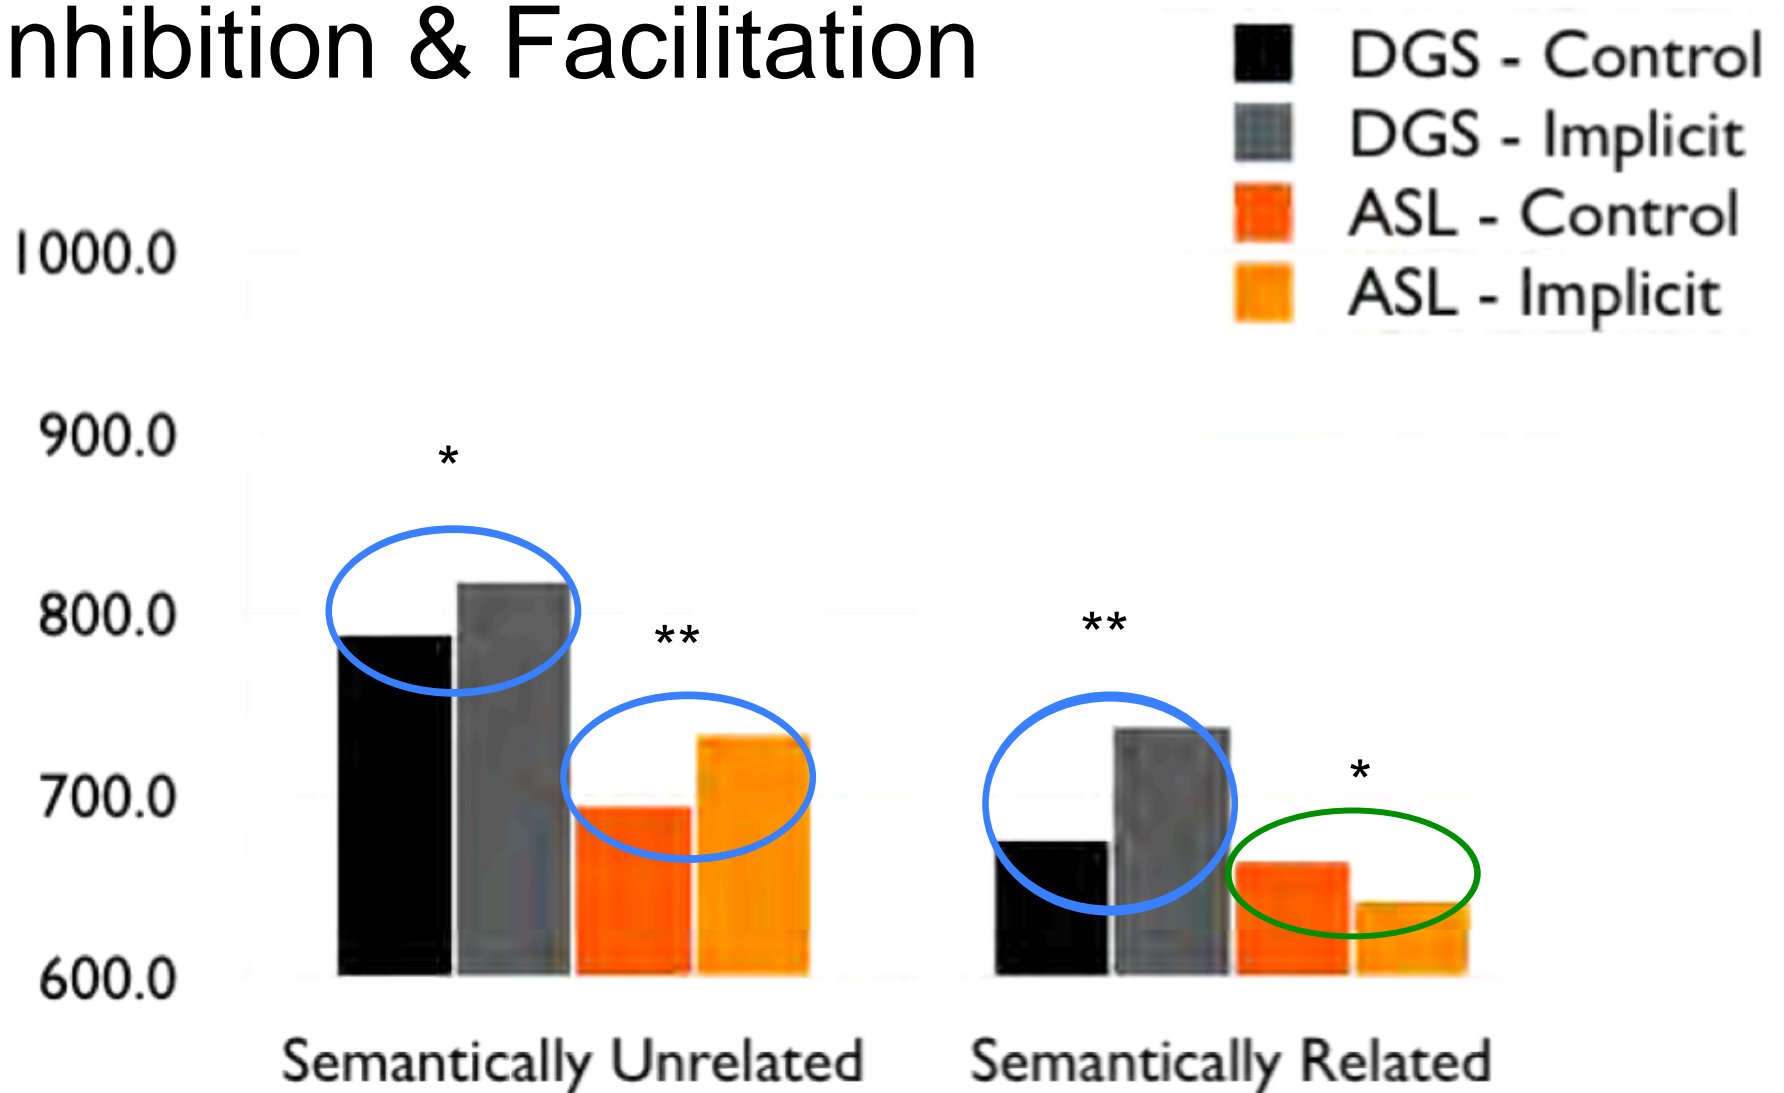 nhibition & Facilitation
DGS - Control
DGS - Implicit
ASL - Control
ASL - Implicit
1000.0
900.0
*
800.0
**
**
700.0
*
600.0
Semantically Unrelated
Semantically Related